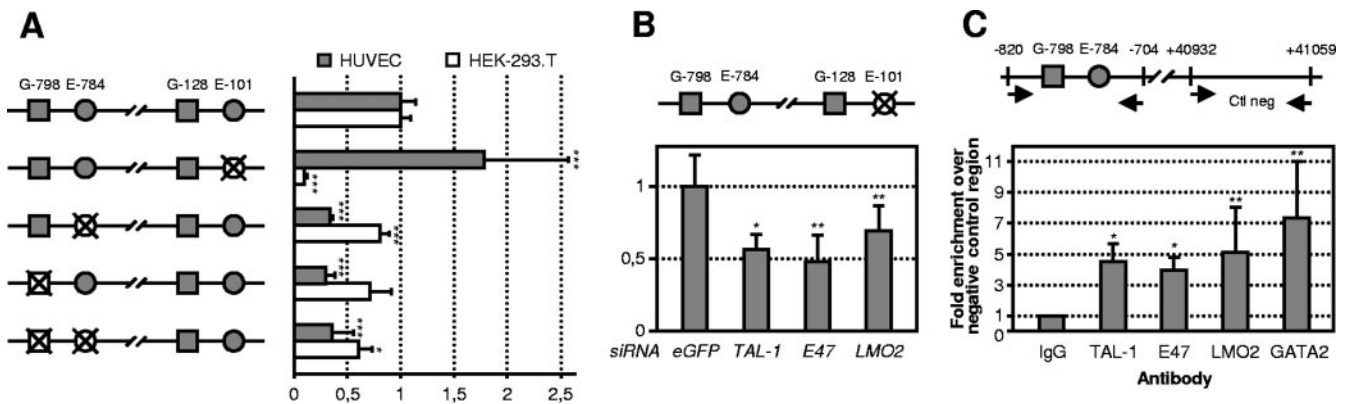 A
HUVEC HEK-293.T
G-798 E-784 G-128 E-101
***
***
***
**
***
***
*
0 0,5 1 1,5 2 2,5
B
G-798 E-784 G-128 E-101
1
0,5
0
* ** **
siRNA eGFP TAL-1 E47 LMO2
C
-820 G-798 E-784 -704 +40932 +41059
Ctl neg
Fold enrichment over
negative control region
11
9
7
5
3
1
0
* * ** **
IgG TAL-1 E47 LMO2 GATA2
Antibody